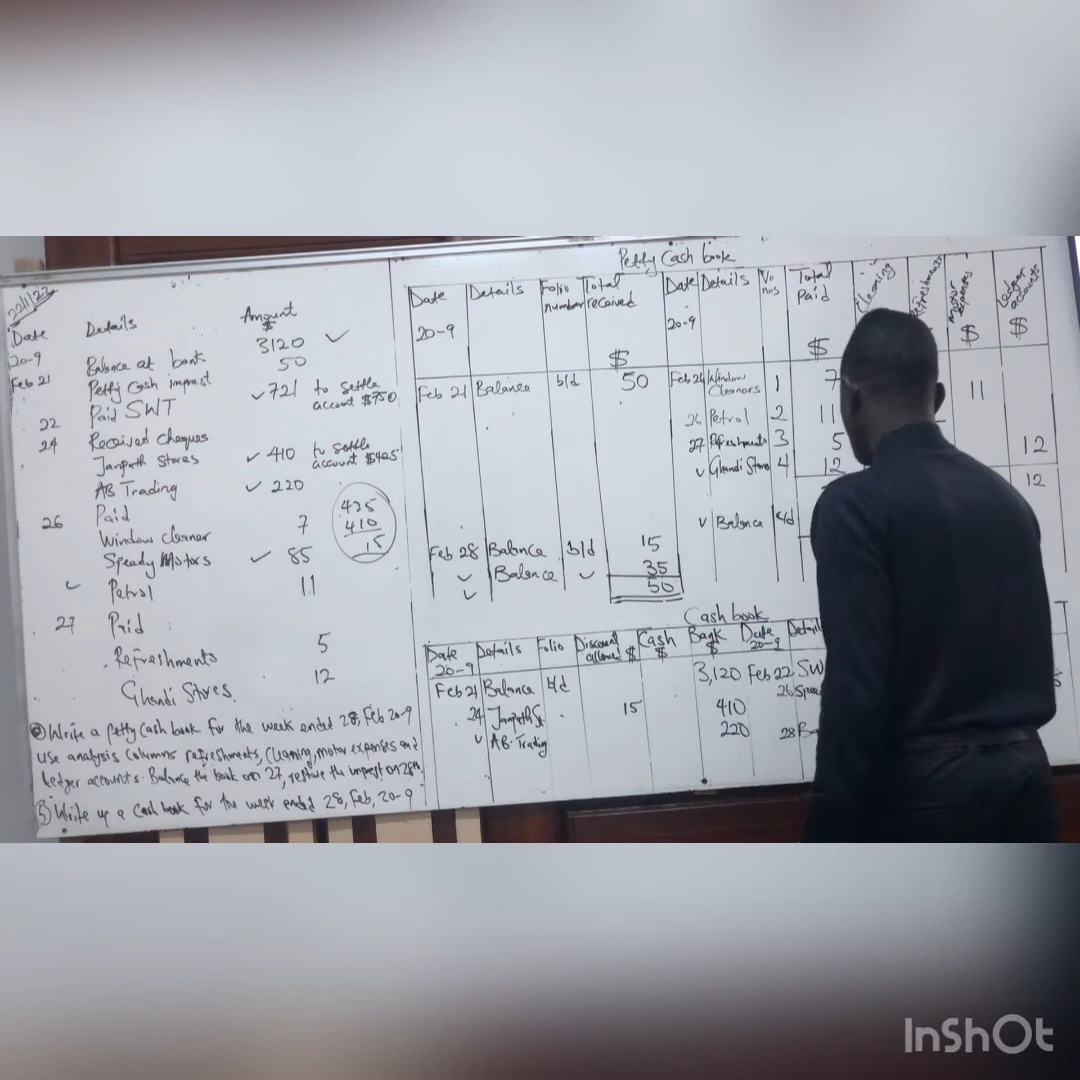 22/1/23
Date Details Amount
$
20-9
Feb 21 Balance at bank 3120 ✓
Petty Cash imprest 50
22 Paid SWT ✓ 721 to settle account $750
24 Received cheques
Janpath Stores ✓ 410 to settle account $425
AB Trading ✓ 220
26 Paid
Window cleaner 7
Speedy Motors ✓ 85
✓ Petrol 11
27 Paid
Refreshments 5
Ghandi Stores 12
425
410
15
a) Write a Petty Cash book for the week ended 28, Feb 20-9
use analysis columns refreshments, cleaning, motor expenses and
ledger accounts. Balance the book on 27, restore the imprest on 28th.
b) Write up a cash book for the week ended 28, Feb, 20-9
Petty Cash book
Date Details Folio number Total received Date Details Vo nos Total Paid Cleaning refreshments motor expenses ledger accounts
20-9 $ 20-9 $ $ $
Feb 21 Balance b/d 50 Feb 26 Window Cleaners 1 7
11
26 Petrol 2 11
27 Refreshments 3 5
✓ Ghandi Stores 4 12 12
12
✓ Balance c/d
Feb 28 Balance b/d 15
✓ Balance ✓ 35
✓ 50
Cash book
Date Details Folio Discount allowed $ Cash $ Bank $ Date Detail
20-9 20-9
Feb 21 Balance b/d 3,120 Feb 22 SW
24 Janpath St 15 410 26
✓ AB. Trading 220 28 Ba
InShOt